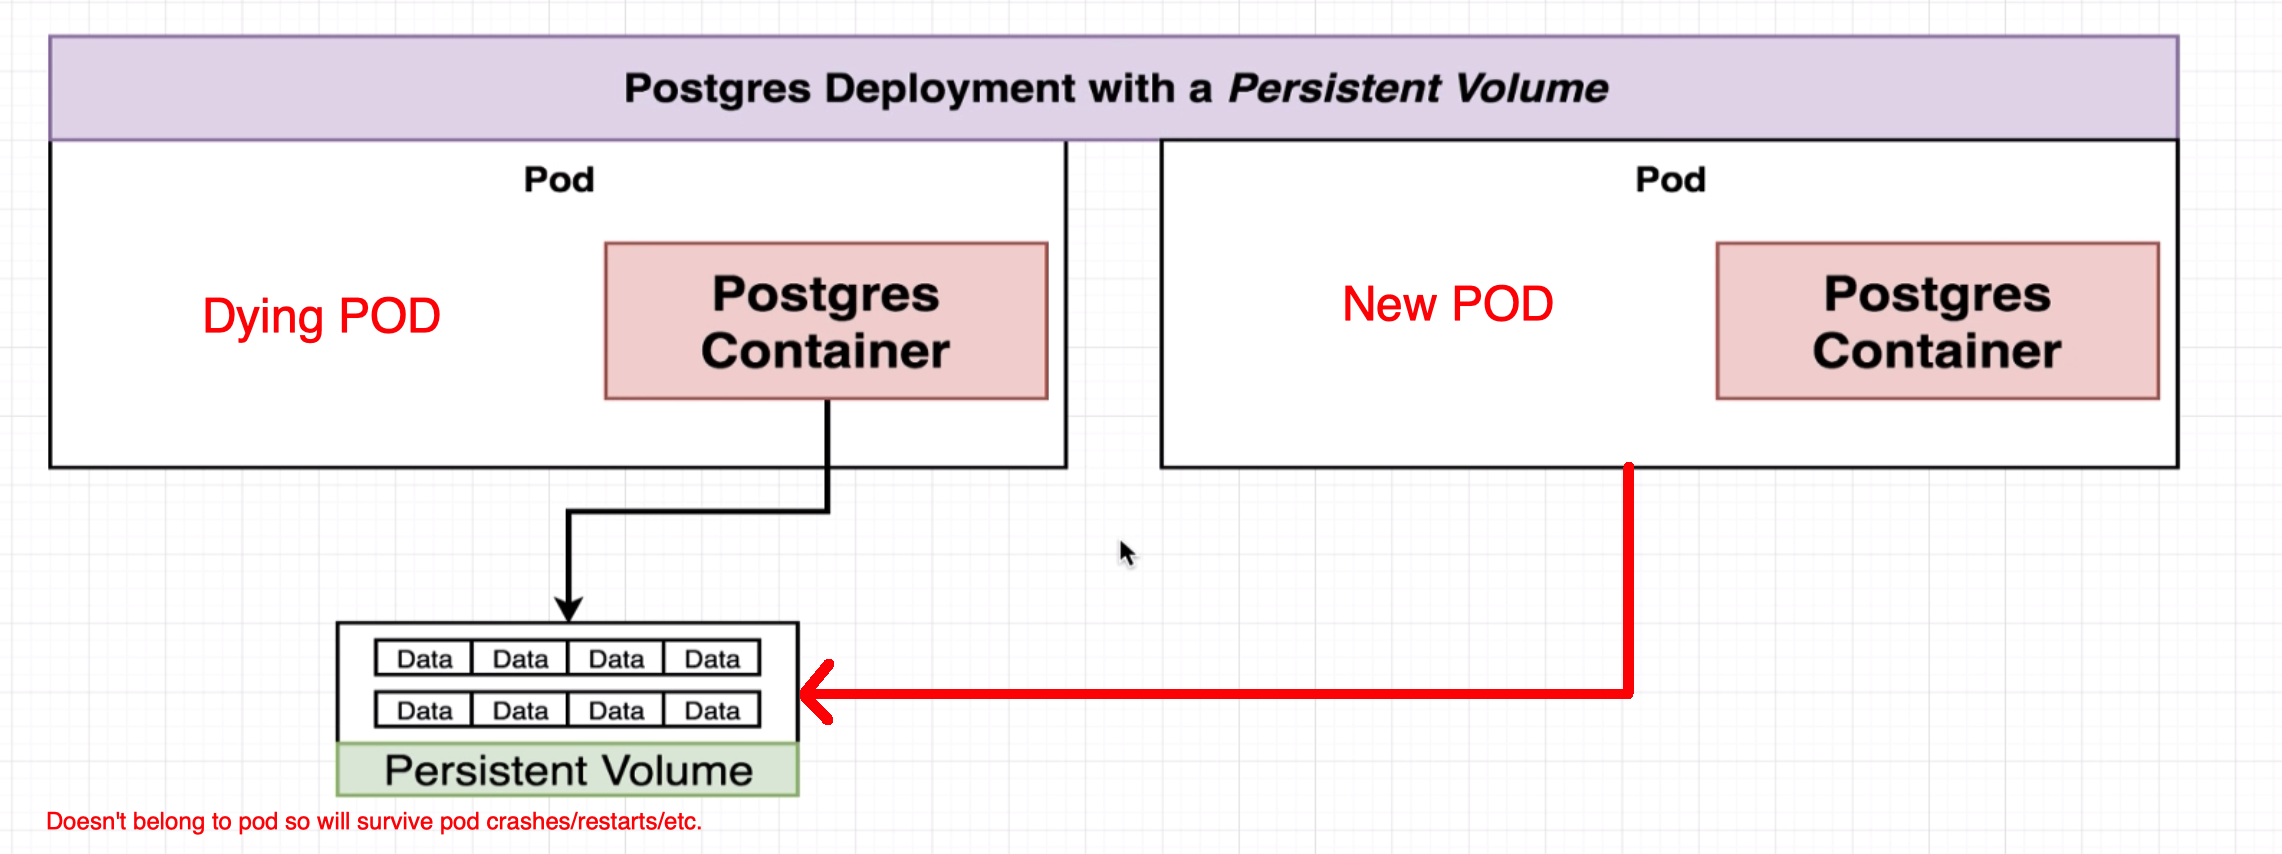 Postgres Deployment with a Persistent Volume
Pod
Dying POD
Postgres
Container
Pod
New POD
Postgres
Container
Data Data Data Data
Data Data Data Data
Persistent Volume
Doesn't belong to pod so will survive pod crashes/restarts/etc.